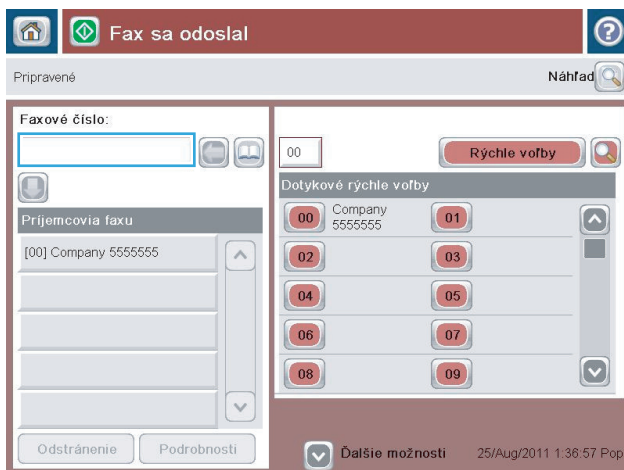 Fax sa odoslal
?
Pripravené
Náhľad
Faxové číslo:
00
Rýchle voľby
Dotykové rýchle voľby
Príjemcovia faxu
[00] Company 5555555
00 Company 5555555 01
02 03
04 05
06 07
08 09
Odstránenie Podrobnosti
Ďalšie možnosti
25/Aug/2011 1:36:57 Pop